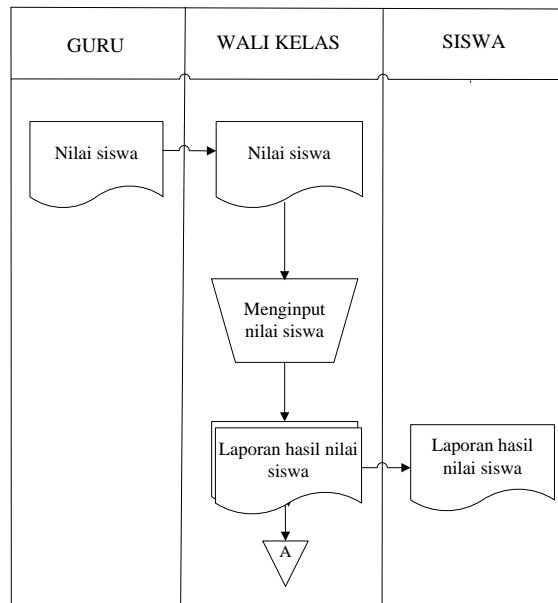 GURU
WALI KELAS
SISWA
Nilai siswa
Nilai siswa
Menginput
nilai siswa
Laporan hasil nilai
siswa
Laporan hasil
nilai siswa
A